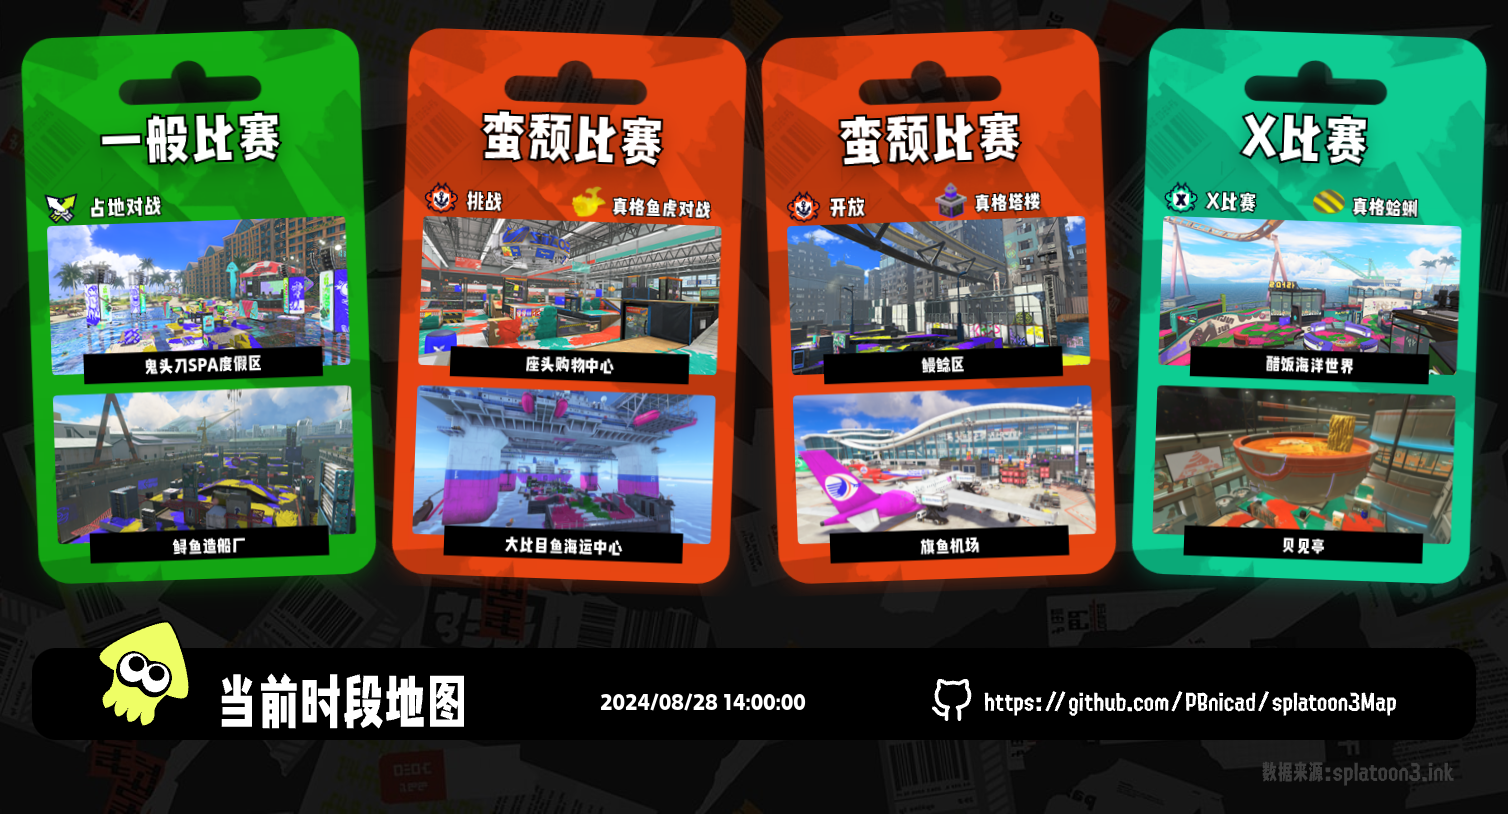 一般比赛
占地对战
鬼头刀SPA度假区
鲟鱼造船厂
蛮颓比赛
挑战
真格鱼虎对战
座头购物中心
大比目鱼海运中心
蛮颓比赛
开放
真格塔楼
鳗鲶区
旗鱼机场
X比赛
X比赛
真格蛤蜊
醋饭海洋世界
贝见亭
当前时段地图
2024/08/28 14:00:00
https://github.com/PBnicad/splatoon3Map
数据来源:splatoon3.ink